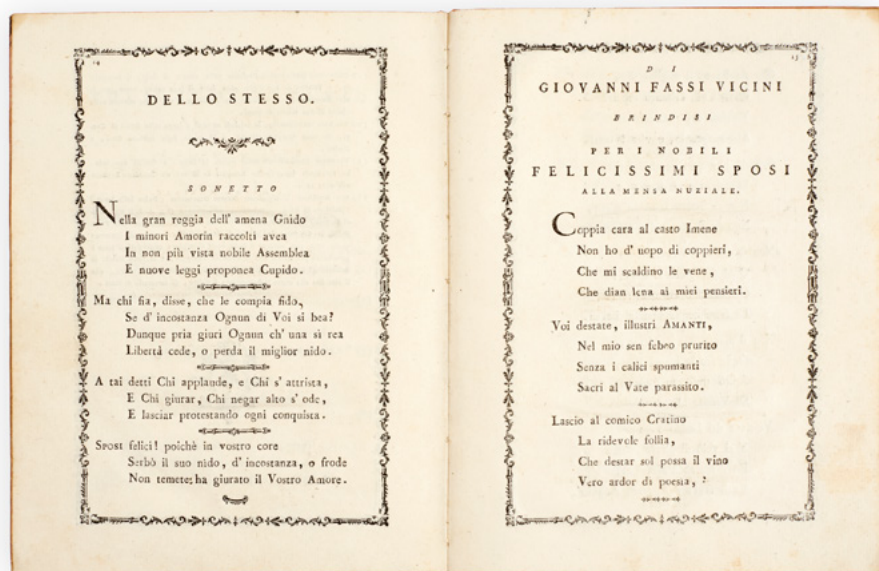 14
DELLO STESSO.
SONETTO
Nella gran reggia dell' amena Gnido
I minori Amorin raccolti avea
In non più vista nobile Assemblea
E nuove leggi proponea Cupido.
Ma chi fia, disse, che le compia fido,
Se d' incostanza Ognun di Voi si bea?
Dunque pria giuri Ognun ch' una sì rea
Libertà cede, o perda il miglior nido.
A tai detti Chi applaude, e Chi s' attrista,
E Chi giurar, Chi negar alto s' ode,
E lasciar protestando ogni conquista.
SPOSI felici! poichè in vostro core
Serbò il suo nido, d' incostanza, o frode
Non temete: ha giurato il Vostro Amore.
15
DI
GIOVANNI FASSI VICINI
BRINDISI
PER I NOBILI
FELICISSIMI SPOSI
ALLA MENSA NUZIALE.
Coppia cara al casto Imene
Non ho d' uopo di coppieri,
Che mi scaldino le vene,
Che dian lena ai miei pensieri.
Voi destate, illustri AMANTI,
Nel mio sen febeo prurito
Senza i calici spumanti
Sacri al Vate parassito.
Lascio al comico Cratino
La ridevole follia,
Che destar sol possa il vino
Vero ardor di poesia,